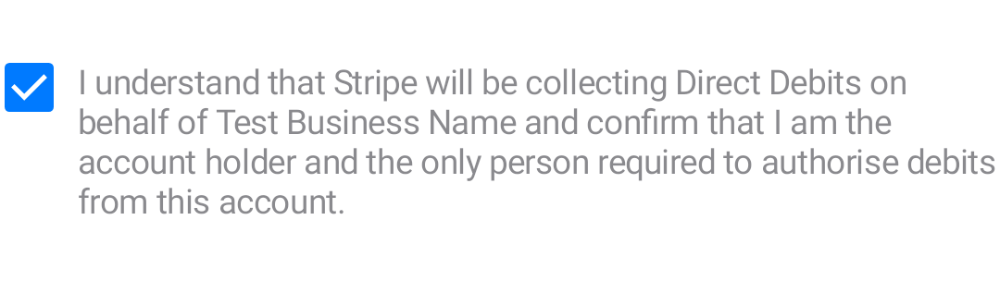 I understand that Stripe will be collecting Direct Debits on
behalf of Test Business Name and confirm that I am the
account holder and the only person required to authorise debits
from this account.